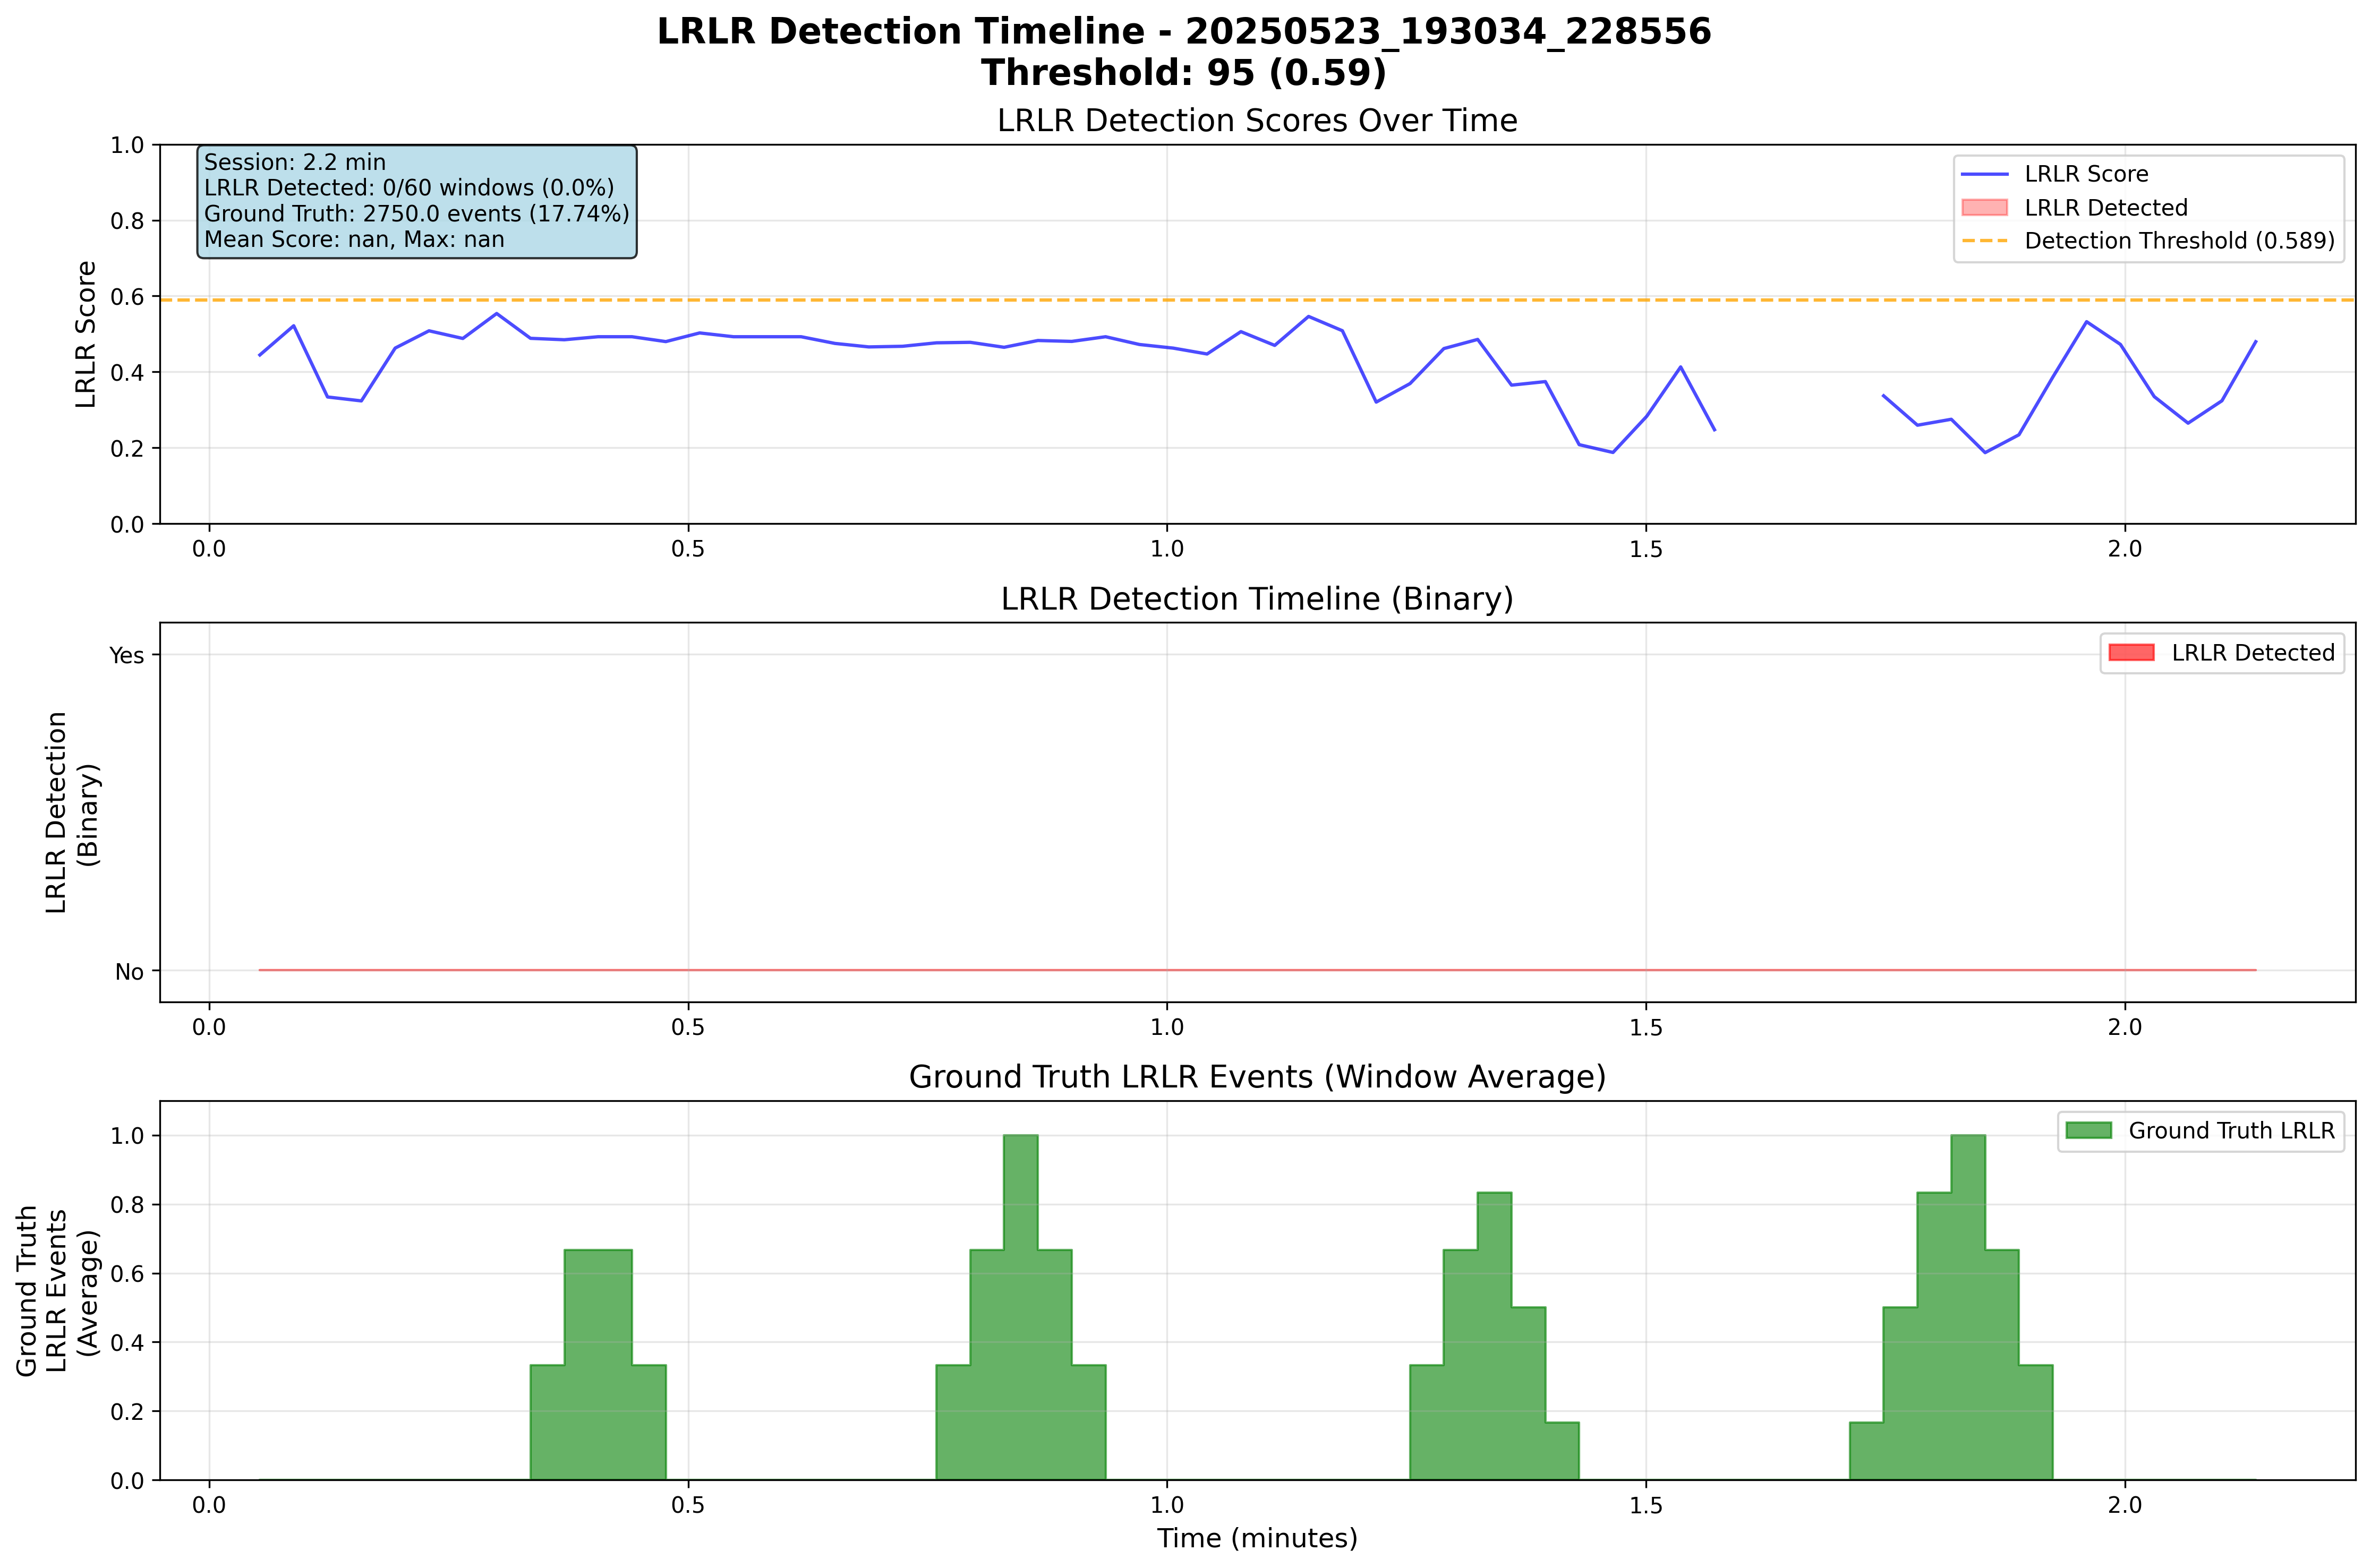 LRLR Detection Timeline - 20250523_193034_228556
Threshold: 95 (0.59)
LRLR Detection Scores Over Time
LRLR Score
1.0
0.8
0.6
0.4
0.2
0.0
Session: 2.2 min
LRLR Detected: 0/60 windows (0.0%)
Ground Truth: 2750.0 events (17.74%)
Mean Score: nan, Max: nan
LRLR Score
LRLR Detected
Detection Threshold (0.589)
0.0 0.5 1.0 1.5 2.0
LRLR Detection Timeline (Binary)
LRLR Detection
(Binary)
Yes
No
LRLR Detected
0.0 0.5 1.0 1.5 2.0
Ground Truth LRLR Events (Window Average)
Ground Truth
LRLR Events
(Average)
1.0
0.8
0.6
0.4
0.2
0.0
Ground Truth LRLR
0.0 0.5 1.0 1.5 2.0
Time (minutes)